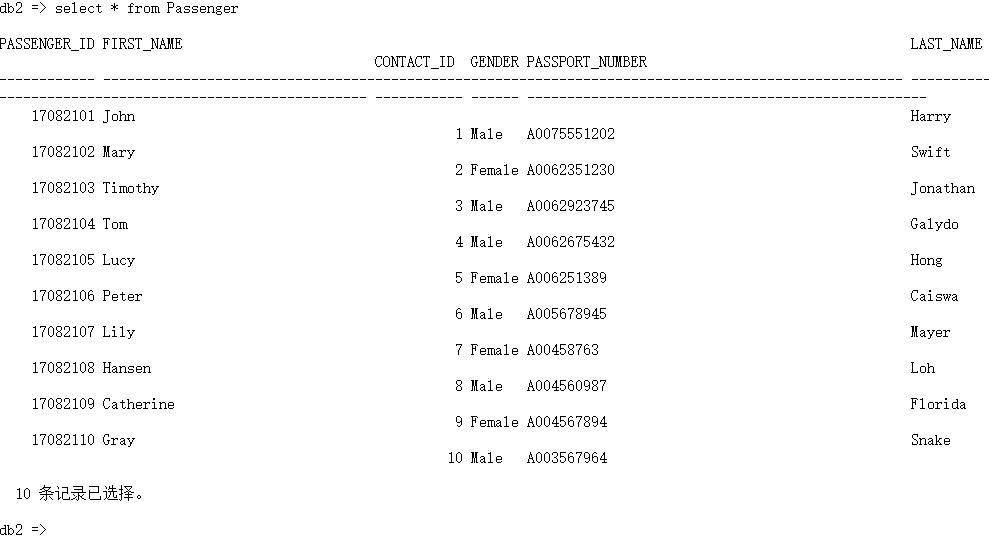 db2 => select * from Passenger
PASSENGER_ID FIRST_NAME LAST_NAME
CONTACT_ID GENDER PASSPORT_NUMBER
------------ ---------------------------------------------------------------------------------------------------- ----------
---------------------------------------------- ----------- ------ --------------------------------------------------
17082101 John Harry
1 Male A0075551202
17082102 Mary Swift
2 Female A0062351230
17082103 Timothy Jonathan
3 Male A0062923745
17082104 Tom Galydo
4 Male A0062675432
17082105 Lucy Hong
5 Female A006251389
17082106 Peter Caiswa
6 Male A005678945
17082107 Lily Mayer
7 Female A00458763
17082108 Hansen Loh
8 Male A004560987
17082109 Catherine Florida
9 Female A004567894
17082110 Gray Snake
10 Male A003567964
10 条记录已选择。
db2 =>